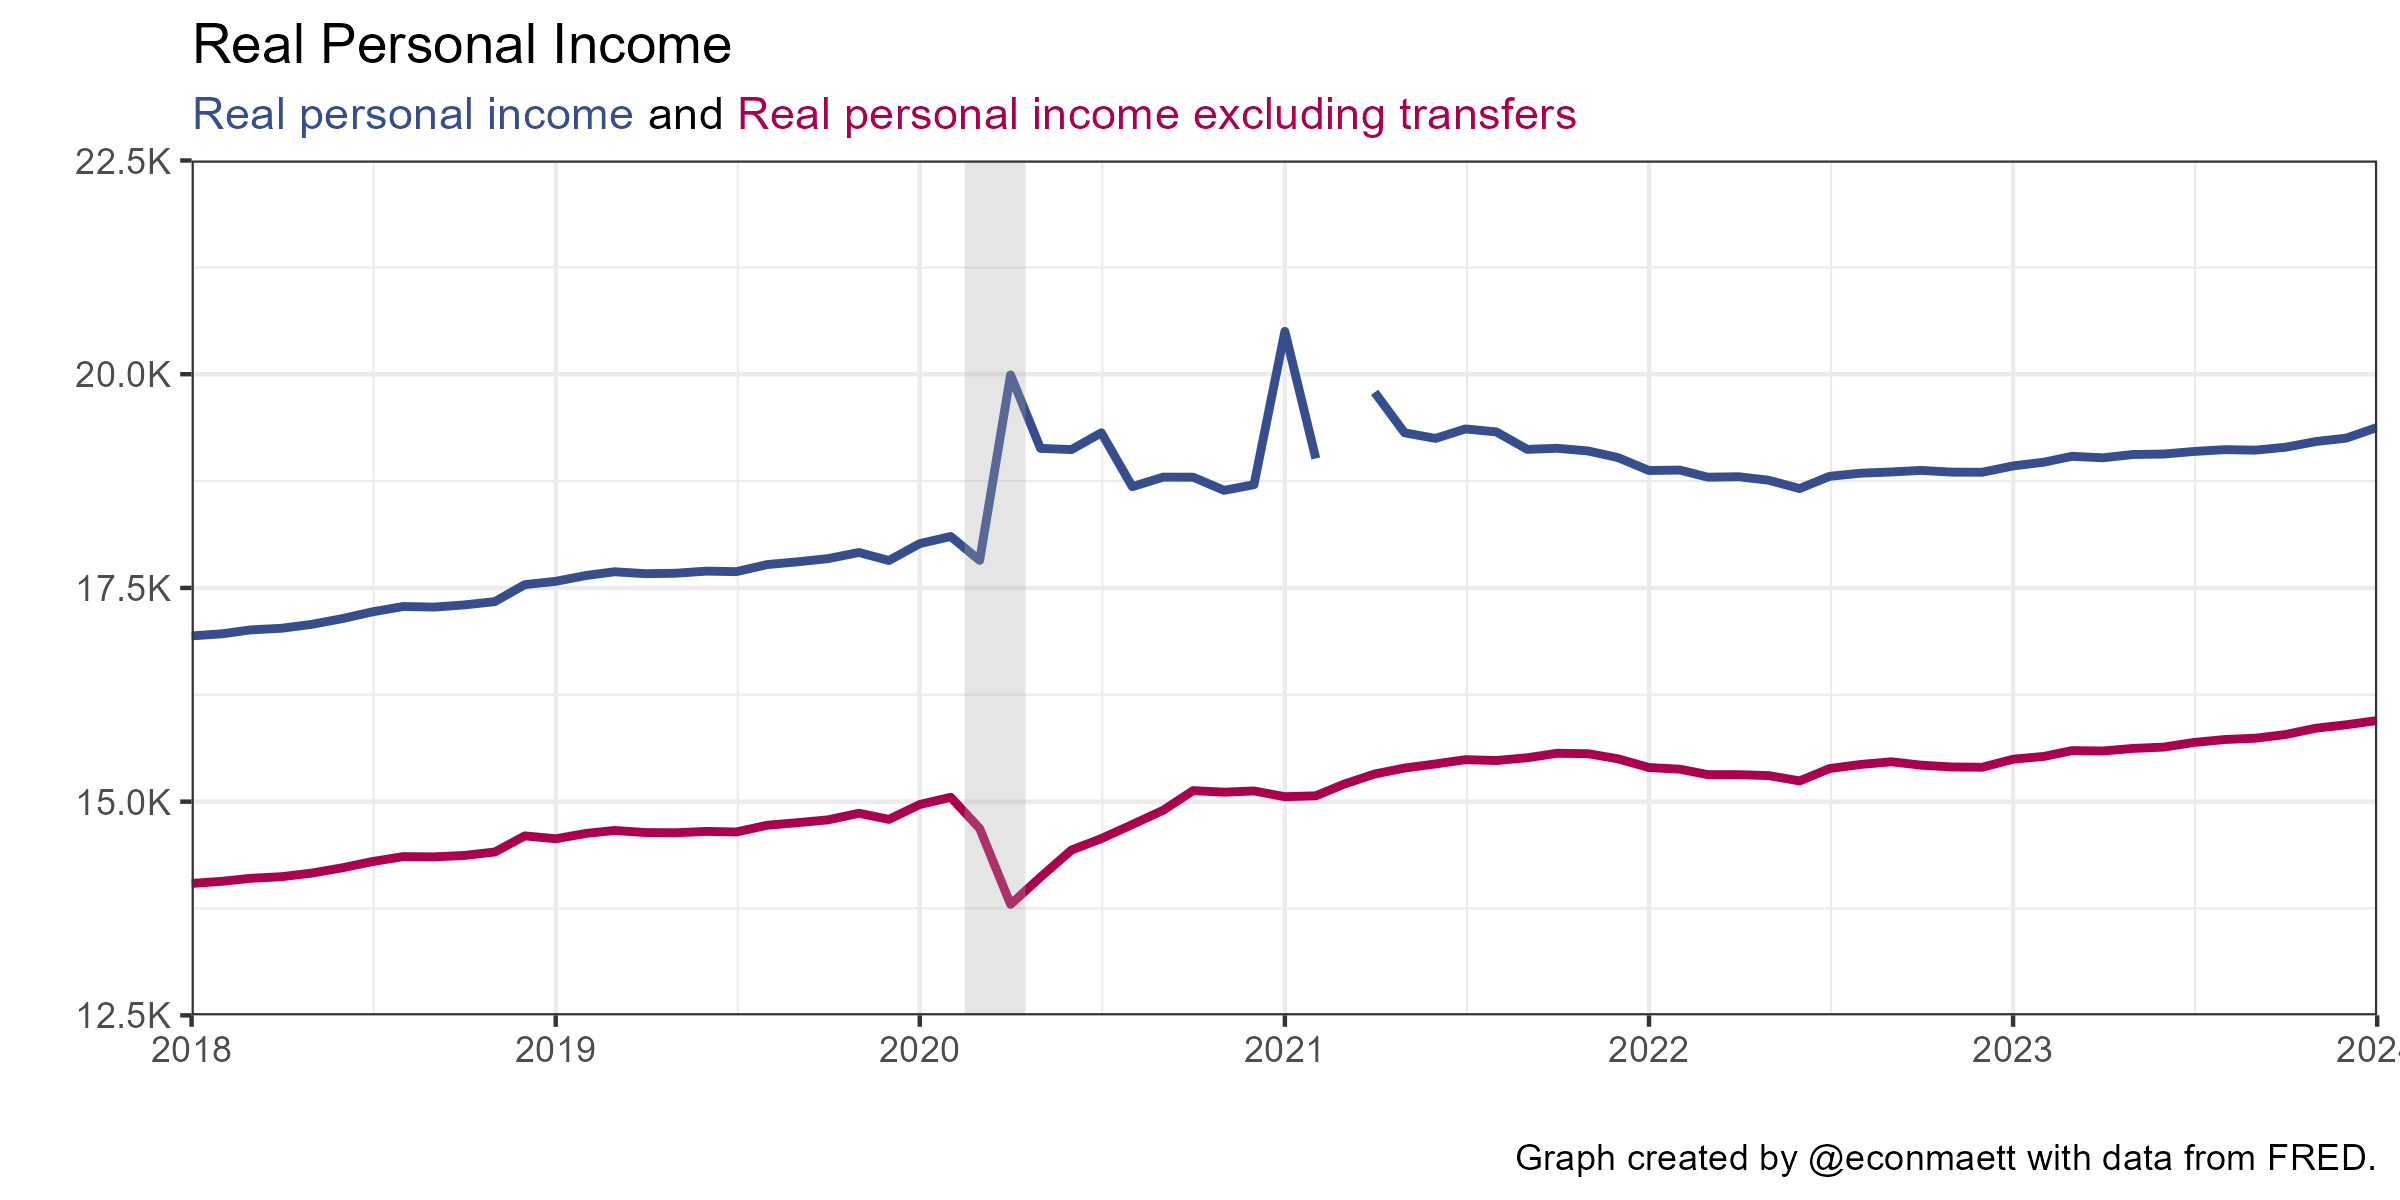 Real Personal Income
Real personal income and Real personal income excluding transfers
22.5K
20.0K
17.5K
15.0K
12.5K
2018 2019 2020 2021 2022 2023
Graph created by @econmaett with data from FRED.